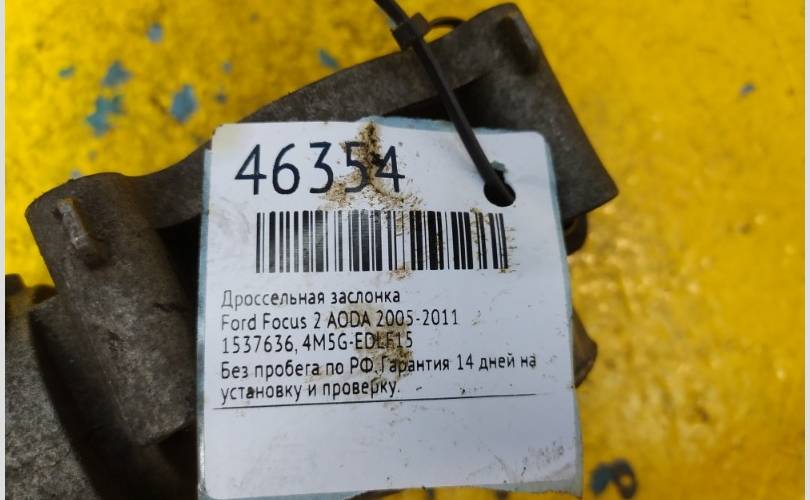 46354
Дроссельная заслонка
Ford Focus 2 AODA 2005-2011
1537636, 4M5G-EDLF15
Без пробега по РФ. Гарантия 14 дней на
установку и проверку.